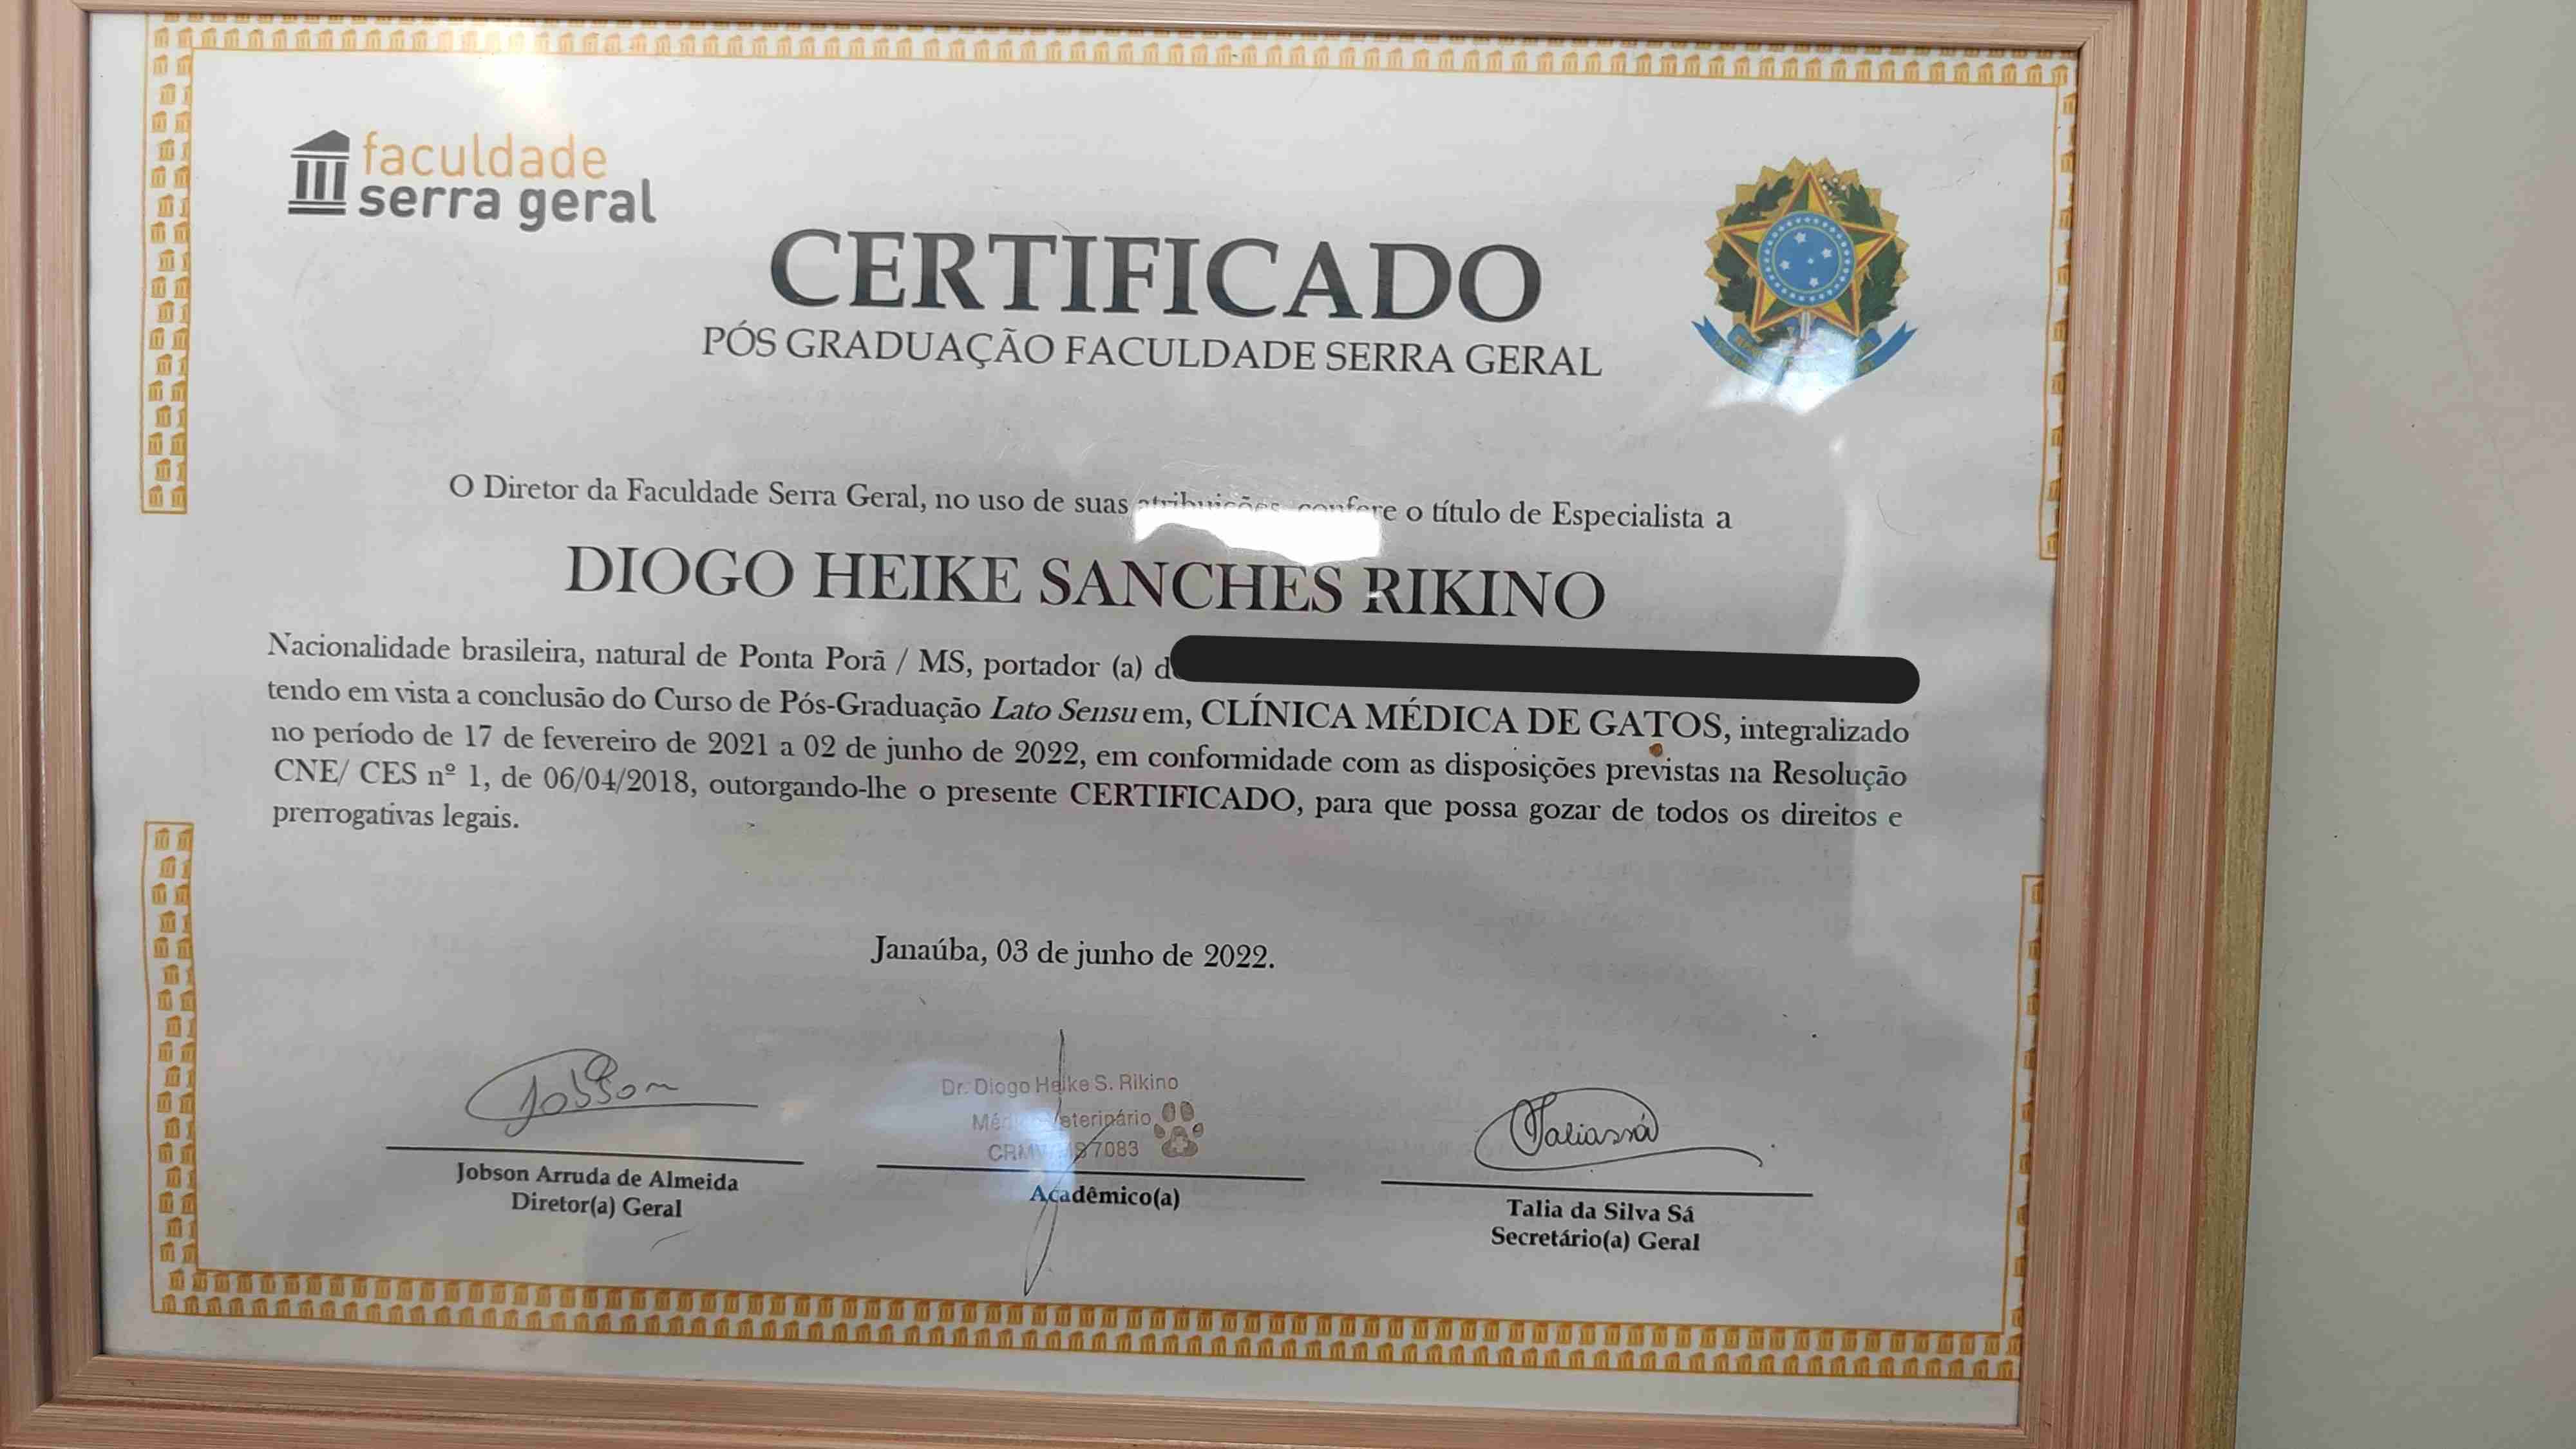 faculdade
serra geral
CERTIFICADO
PÓS GRADUAÇÃO FACULDADE SERRA GERAL
O Diretor da Faculdade Serra Geral, no uso de suas atribuições, confere o título de Especialista a
DIOGO HEIKE SANCHES RIKINO
Nacionalidade brasileira, natural de Ponta Porã / MS, portador (a)
tendo em vista a conclusão do Curso de Pós-Graduação Lato Sensu em, CLÍNICA MÉDICA DE GATOS, integralizado
no período de 17 de fevereiro de 2021 a 02 de junho de 2022, em conformidade com as disposições previstas na Resolução
CNE/ CES nº 1, de 06/04/2018, outorgando-lhe o presente CERTIFICADO, para que possa gozar de todos os direitos e
prerrogativas legais.
Janaúba, 03 de junho de 2022.
Jobson
Dr. Diogo Heike S. Rikino
Médico Veterinário
Taliassá
Jobson Arruda de Almeida
Diretor(a) Geral
Acadêmico(a)
Talia da Silva Sá
Secretário(a) Geral